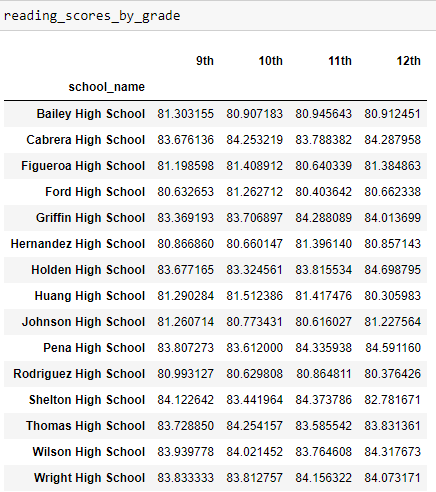 reading_scores_by_grade
9th 10th 11th 12th
school_name
Bailey High School 81.303155 80.907183 80.945643 80.912451
Cabrera High School 83.676136 84.253219 83.788382 84.287958
Figueroa High School 81.198598 81.408912 80.640339 81.384863
Ford High School 80.632653 81.262712 80.403642 80.662338
Griffin High School 83.369193 83.706897 84.288089 84.013699
Hernandez High School 80.866860 80.660147 81.396140 80.857143
Holden High School 83.677165 83.324561 83.815534 84.698795
Huang High School 81.290284 81.512386 81.417476 80.305983
Johnson High School 81.260714 80.773431 80.616027 81.227564
Pena High School 83.807273 83.612000 84.335938 84.591160
Rodriguez High School 80.993127 80.629808 80.864811 80.376426
Shelton High School 84.122642 83.441964 84.373786 82.781671
Thomas High School 83.728850 84.254157 83.585542 83.831361
Wilson High School 83.939778 84.021452 83.764608 84.317673
Wright High School 83.833333 83.812757 84.156322 84.073171